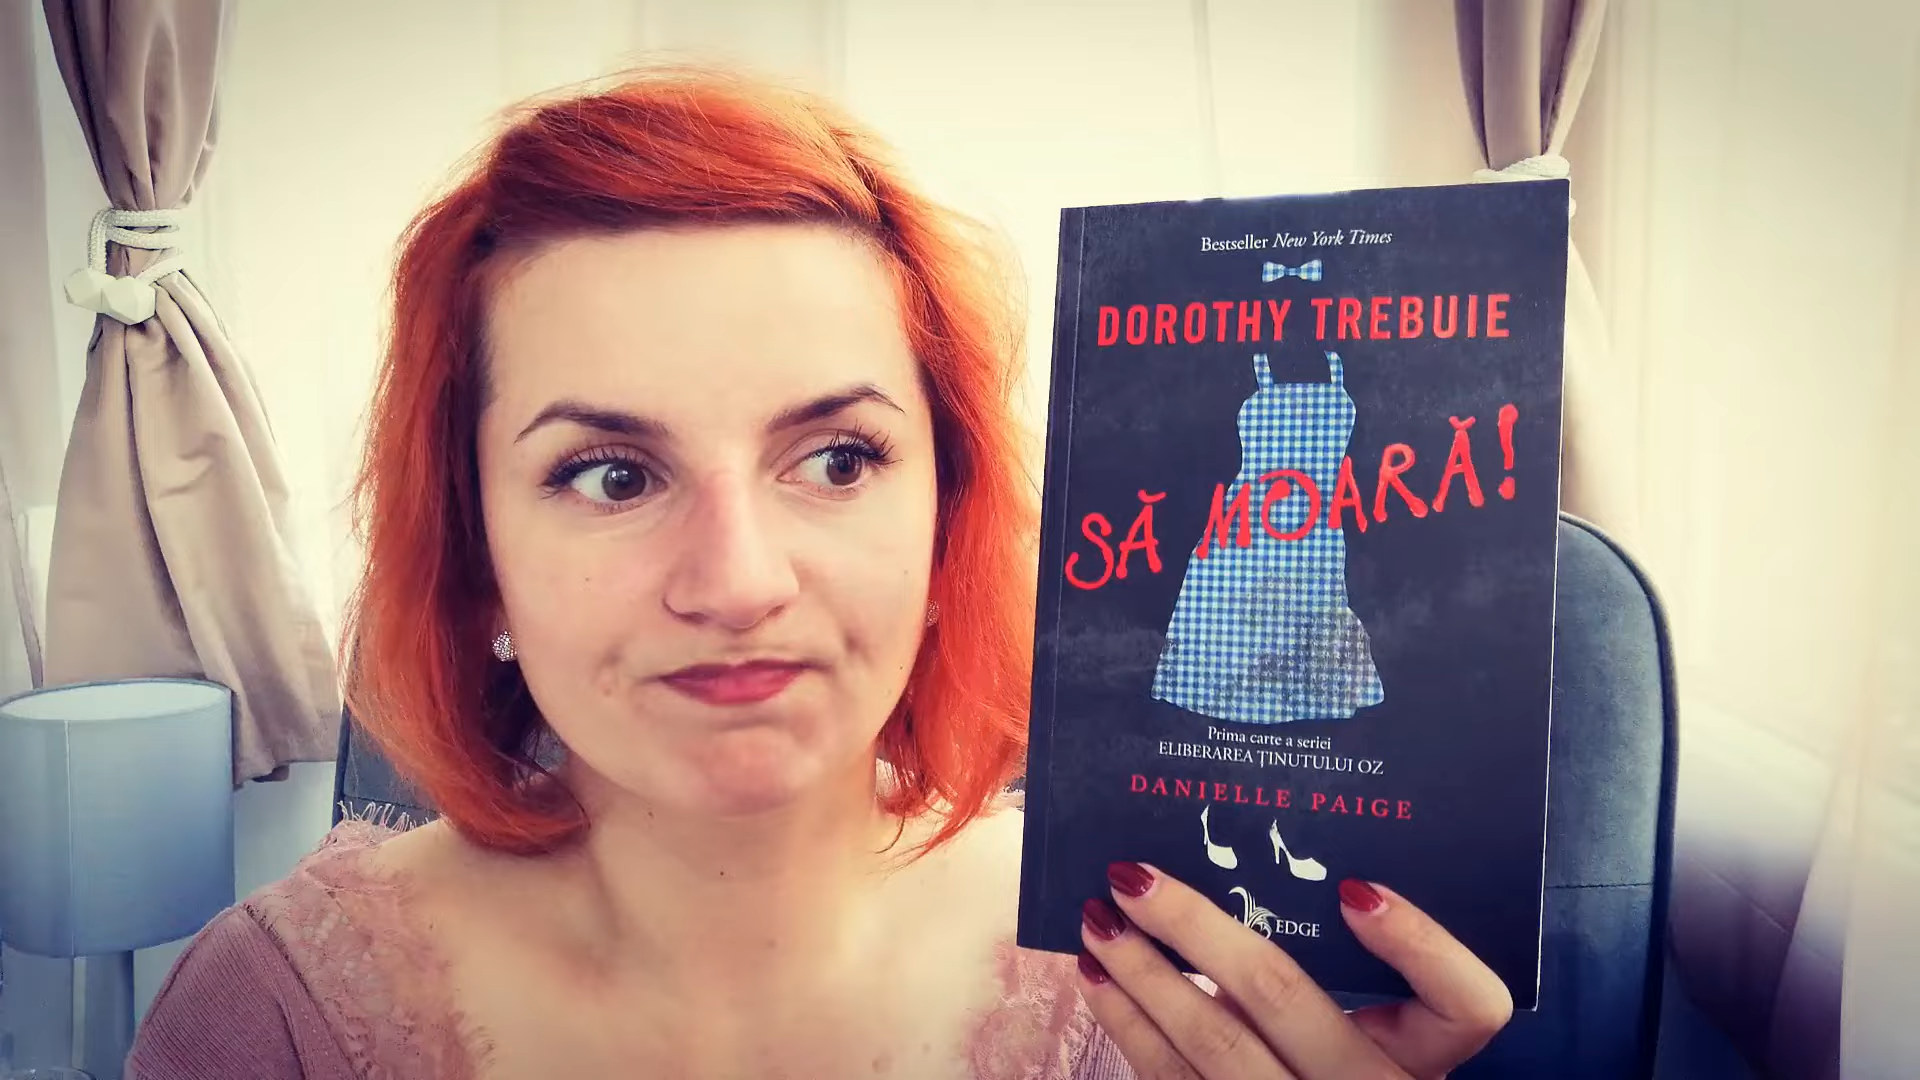 Bestseller New York Times
DOROTHY TREBUIE
SĂ MOARĂ!
Prima carte a seriei
ELIBERAREA ȚINUTULUI OZ
DANIELLE PAIGE
EDGE